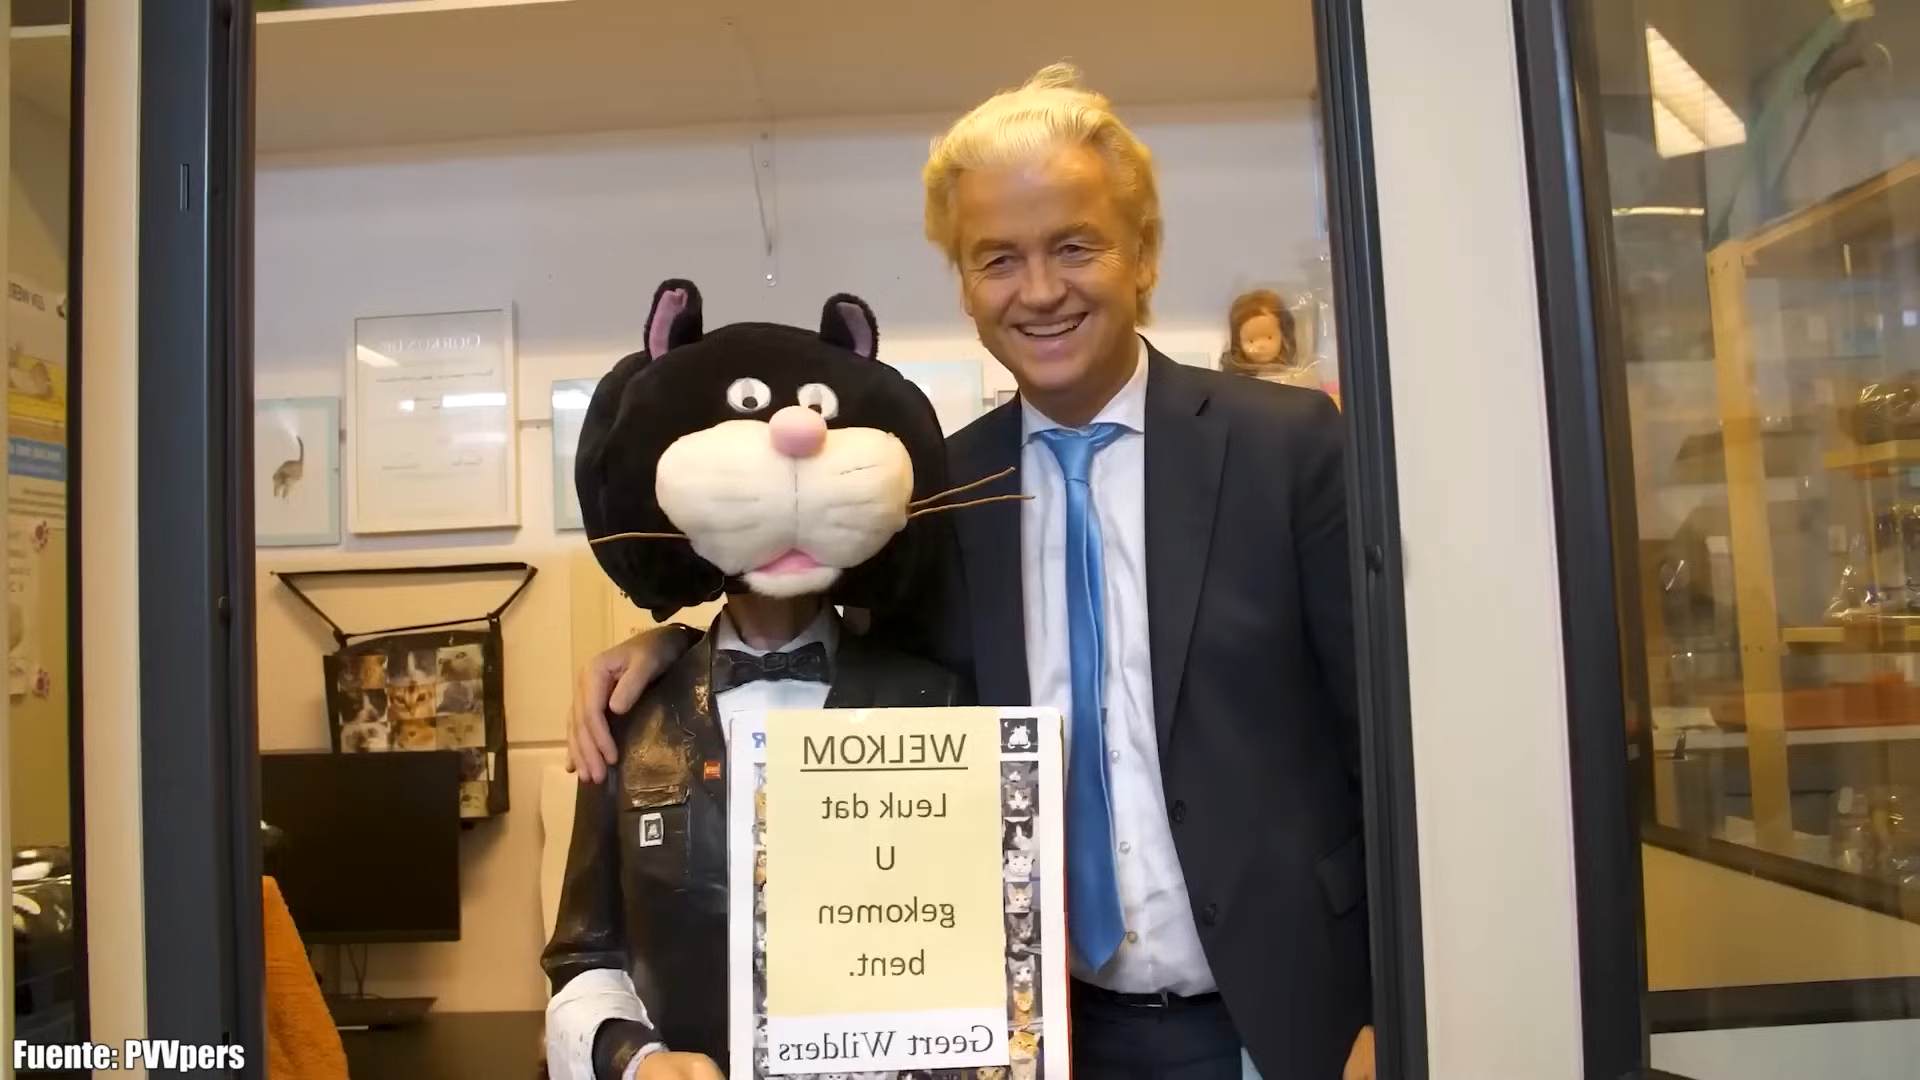 WELKOM
Leuk dat
U
gekomen
bent.
Geert Wilders
Fuente: PVVpers